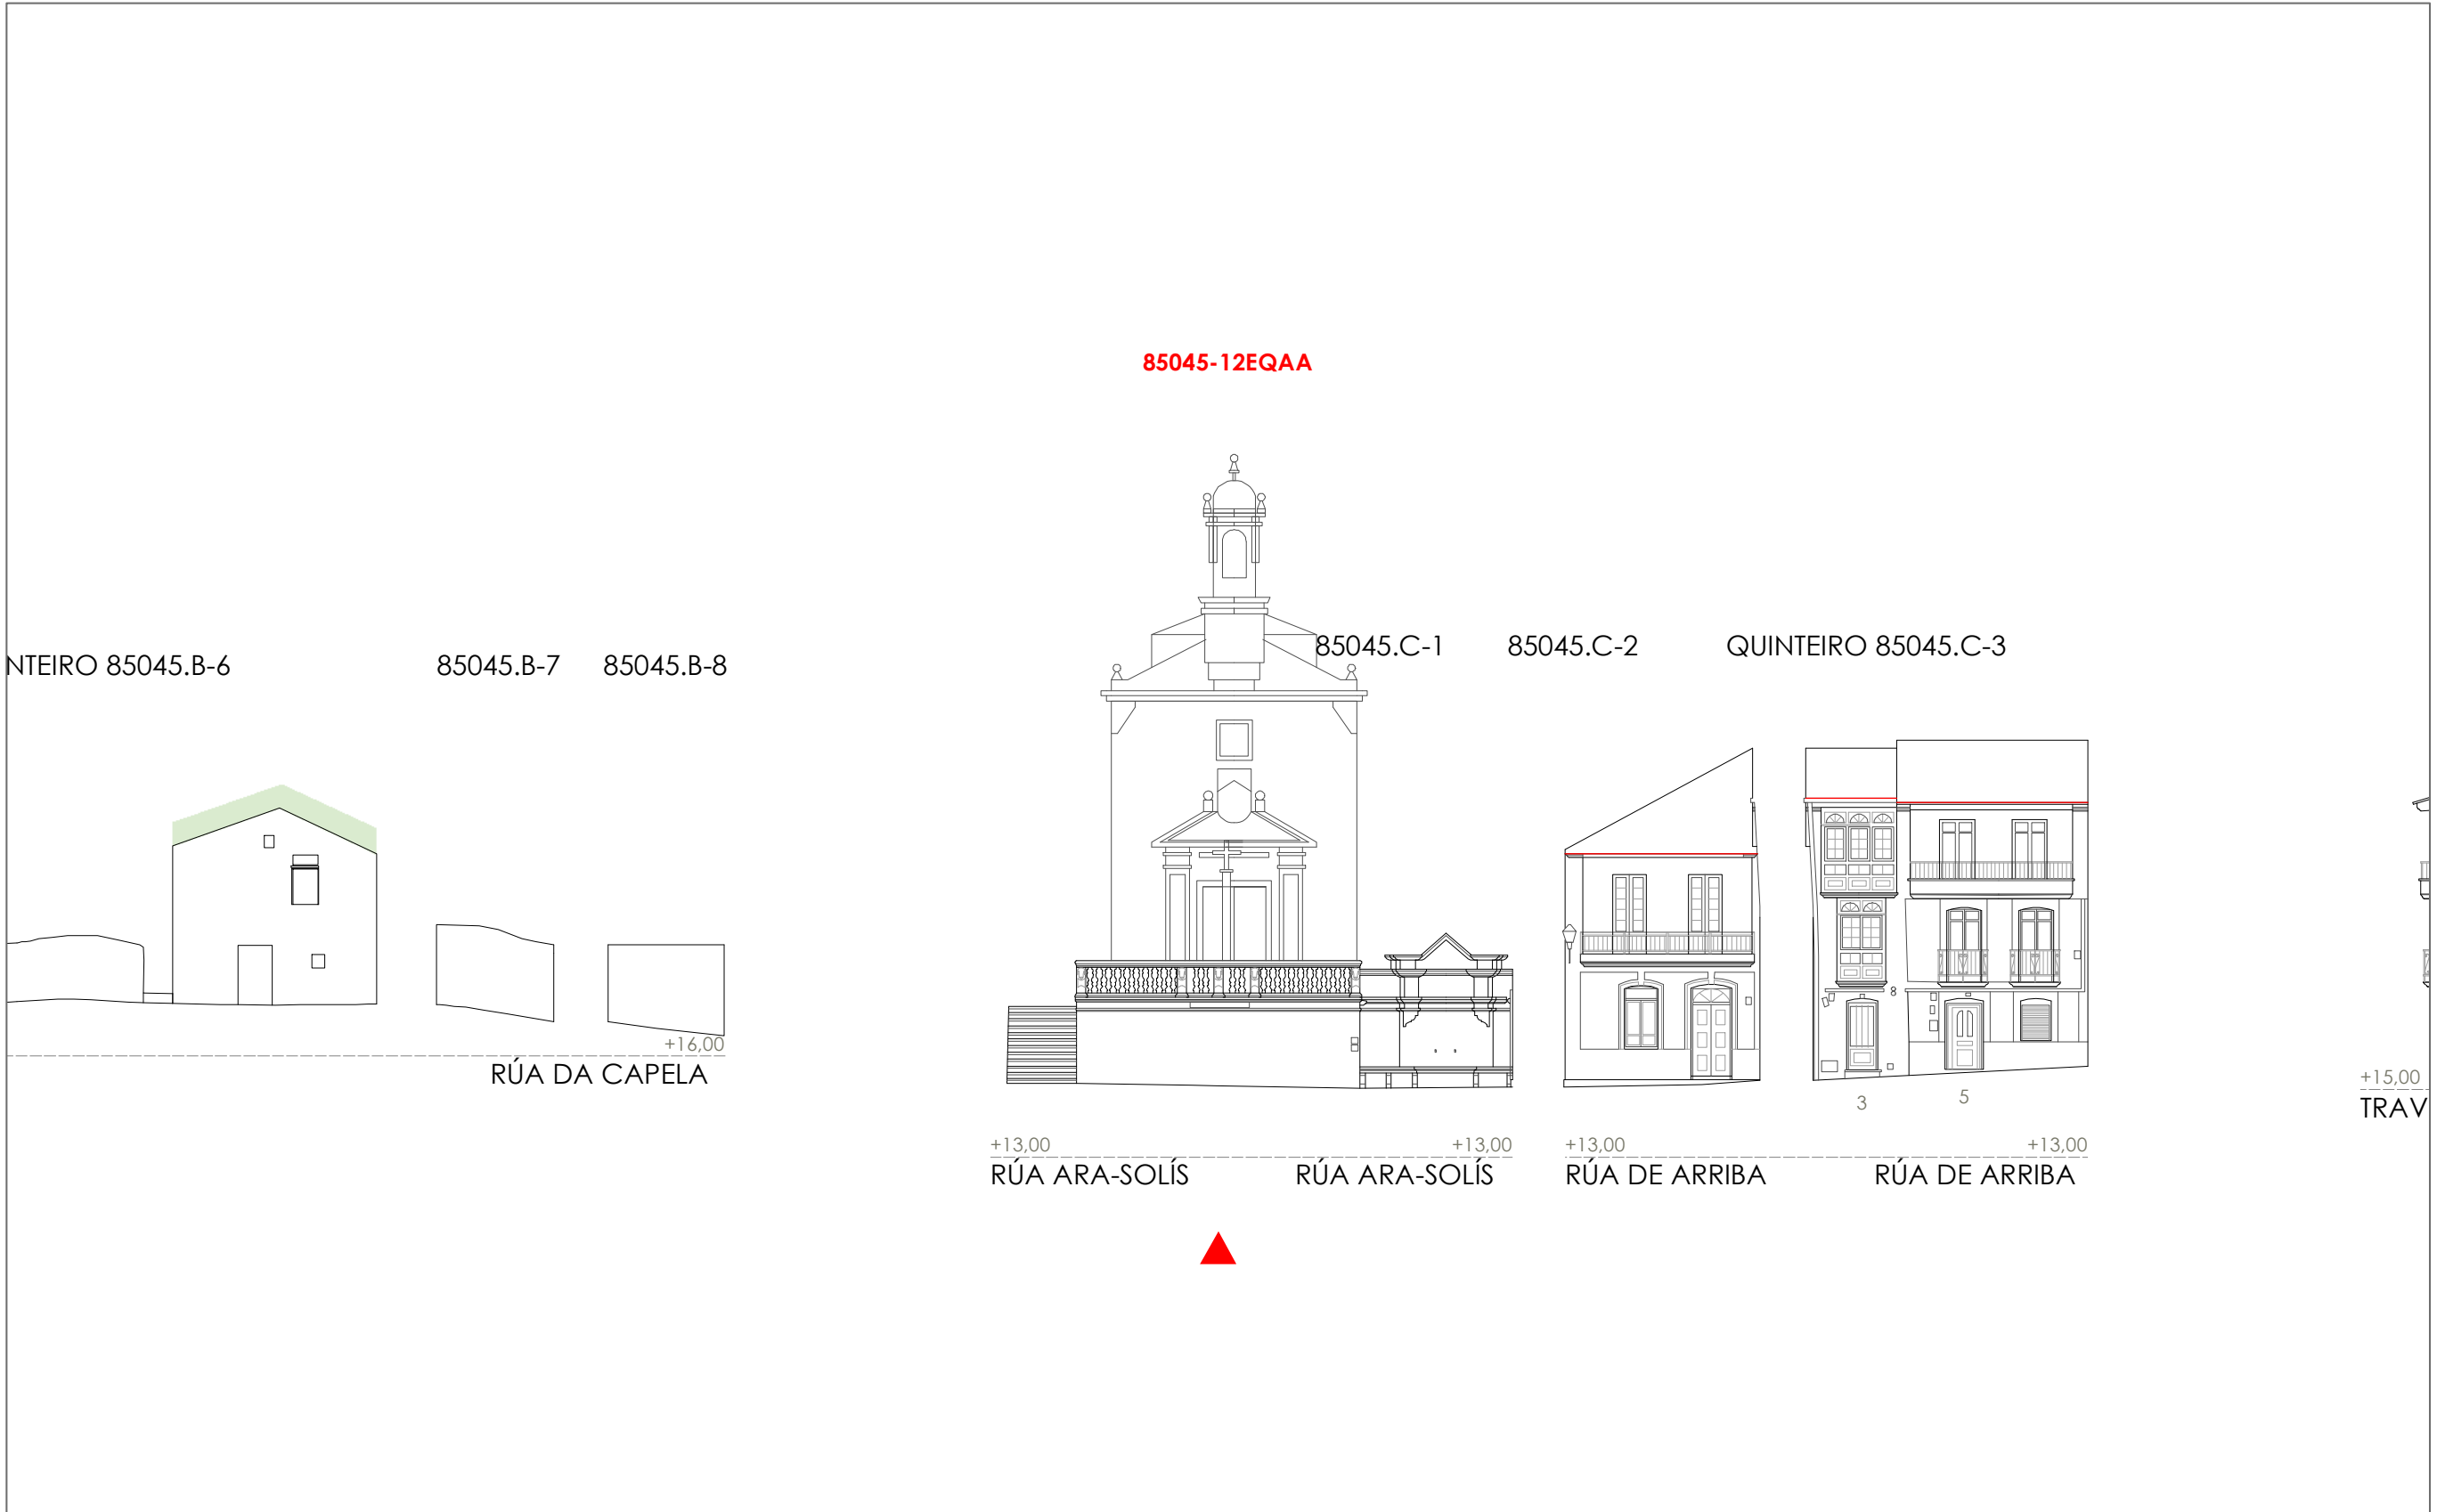 85045-12EQAA
NTEIRO 85045.B-6
85045.B-7
85045.B-8
85045.C-1
85045.C-2
QUINTEIRO 85045.C-3
+16,00
RÚA DA CAPELA
3
5
8
+15,00
TRAV
+13,00
+13,00
RÚA ARA-SOLÍS
RÚA ARA-SOLÍS
+13,00
+13,00
RÚA DE ARRIBA
RÚA DE ARRIBA